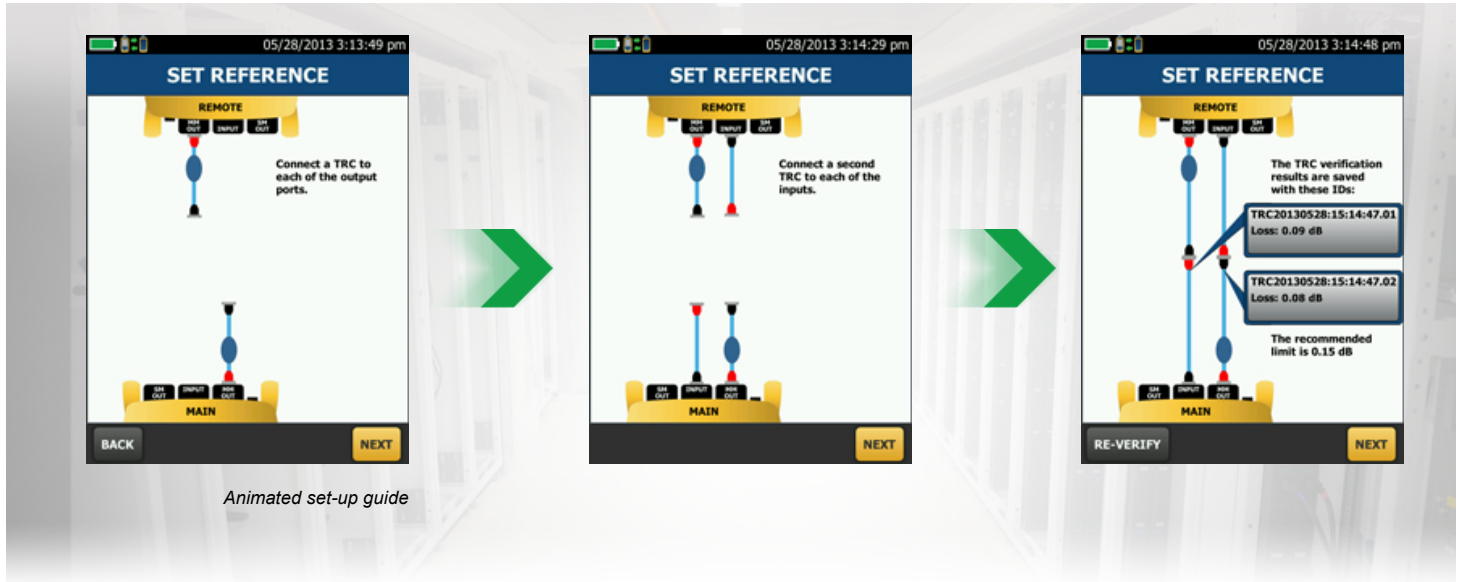 05/28/2013 3:13:49 pm
SET REFERENCE
REMOTE
MM OUT
INPUT
SM OUT
Connect a TRC to
each of the output
ports.
SM OUT
INPUT
MM OUT
MAIN
BACK
NEXT
Animated set-up guide
05/28/2013 3:14:29 pm
SET REFERENCE
REMOTE
MM OUT
INPUT
SM OUT
Connect a second
TRC to each of the
inputs.
SM OUT
INPUT
MM OUT
MAIN
NEXT
05/28/2013 3:14:48 pm
SET REFERENCE
REMOTE
MM OUT
INPUT
SM OUT
The TRC verification
results are saved
with these IDs:
TRC20130528:15:14:47.01
Loss: 0.09 dB
TRC20130528:15:14:47.02
Loss: 0.08 dB
The recommended
limit is 0.15 dB
SM OUT
INPUT
MM OUT
MAIN
RE-VERIFY
NEXT